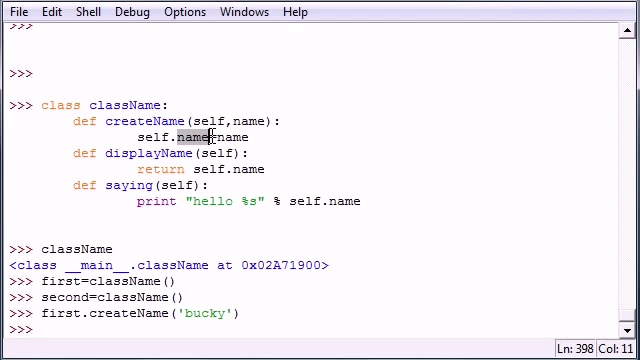 File Edit Shell Debug Options Windows Help
>>>
>>>
>>> class className:
def createName(self,name):
self.name=name
def displayName(self):
return self.name
def saying(self):
print "hello %s" % self.name
>>> className
<class __main__.className at 0x02A71900>
>>> first=className()
>>> second=className()
>>> first.createName('bucky')
>>>
Ln: 398 Col: 11